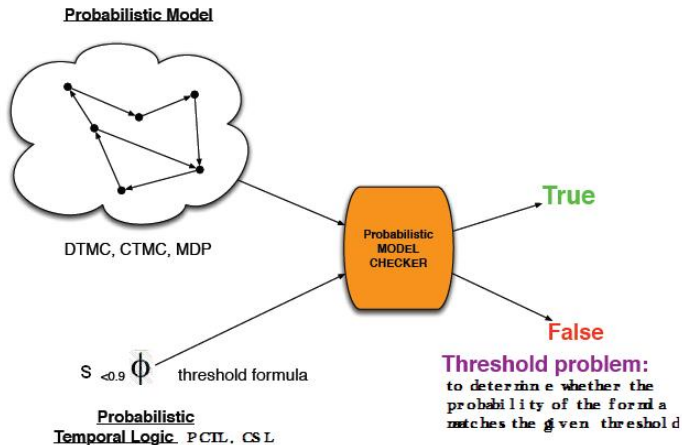 Probabilistic Model
DTMC, CTMC, MDP
Probabilistic
MODEL
CHECKER
True
False
S <0.9 ϕ threshold formula
Probabilistic
Temporal Logic PCTL, CSL
Threshold problem:
to determine whether the
probability of the formula
matches the given threshold